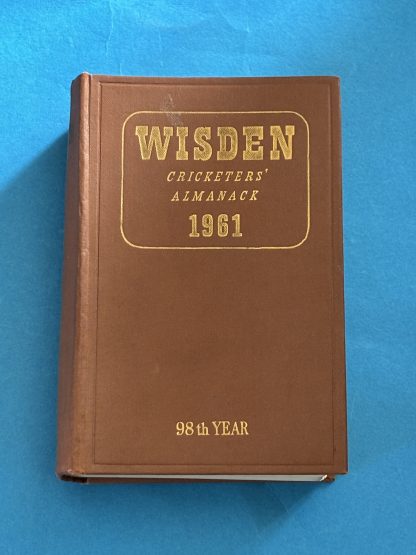 WISDEN
CRICKETERS'
ALMANACK
1961
98th YEAR